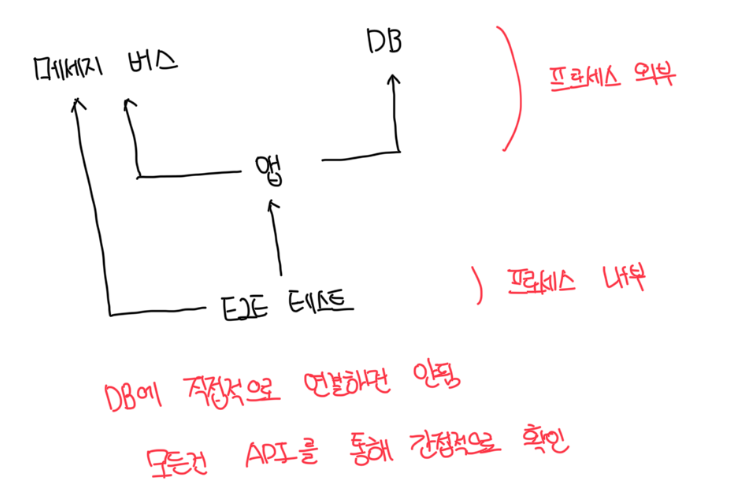 메세지 버스
DB
프로세스 외부
앱
프로세스 내부
E2E 테스트
DB에 직접적으로 연결하면 안됨
모든건 API를 통해 간접적으로 확인